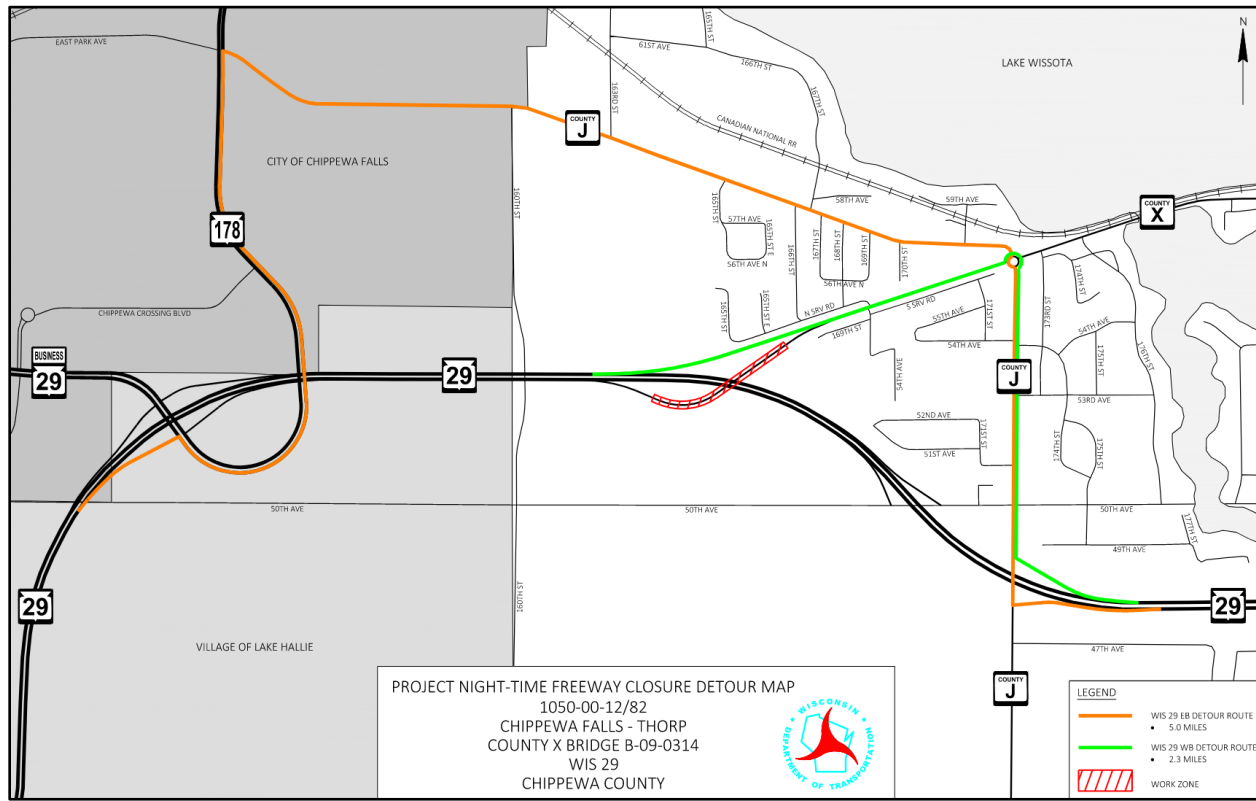 EAST PARK AVE
165TH ST
61ST AVE
166TH ST
167TH ST
163RD ST
N
LAKE WISSOTA
COUNTY
J
CANADIAN NATIONAL RR
CITY OF CHIPPEWA FALLS
160TH ST
178
165TH ST
57TH AVE
165TH ST E
56TH AVE N
166TH ST
58TH AVE
167TH ST
168TH ST
169TH ST
170TH ST
59TH AVE
56TH AVE N
COUNTY
X
CHIPPEWA CROSSING BLVD
165TH ST
165TH ST E
N SRV RD
S SRV RD
169TH ST
55TH AVE
171ST ST
54TH AVE
54TH AVE
173RD ST
174TH ST
54TH AVE
175TH ST
176TH ST
BUSINESS
29
29
COUNTY
J
53RD AVE
52ND AVE
51ST AVE
171ST ST
174TH ST
175TH ST
50TH AVE
50TH AVE
50TH AVE
177TH ST
49TH AVE
29
160TH ST
29
VILLAGE OF LAKE HALLIE
47TH AVE
COUNTY
J
PROJECT NIGHT-TIME FREEWAY CLOSURE DETOUR MAP
1050-00-12/82
CHIPPEWA FALLS - THORP
COUNTY X BRIDGE B-09-0314
WIS 29
CHIPPEWA COUNTY
WISCONSIN
DEPARTMENT OF TRANSPORTATION
LEGEND
WIS 29 EB DETOUR ROUTE
• 5.0 MILES
WIS 29 WB DETOUR ROUTE
• 2.3 MILES
WORK ZONE